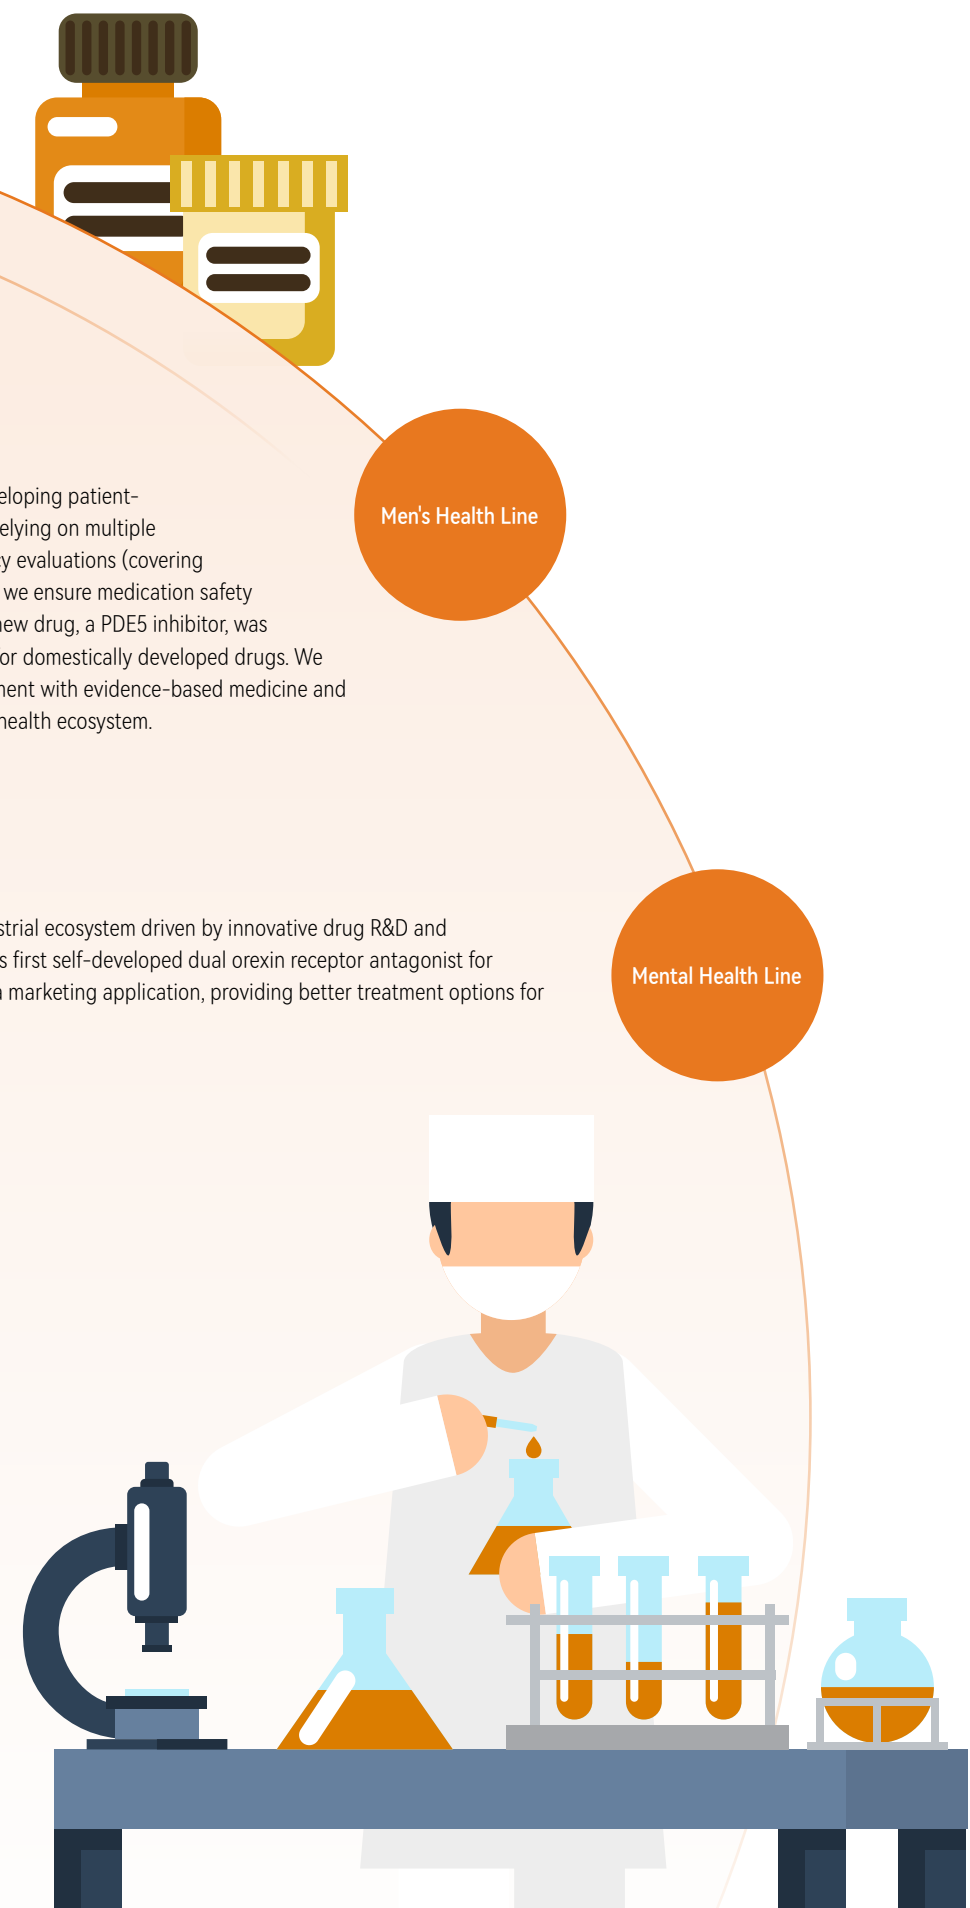 eloping patient-
elying on multiple
Men's Health Line
y evaluations (covering
we ensure medication safety
new drug, a PDE5 inhibitor, was
or domestically developed drugs. We
ment with evidence-based medicine and
health ecosystem.
strial ecosystem driven by innovative drug R&D and
s first self-developed dual orexin receptor antagonist for
a marketing application, providing better treatment options for
Mental Health Line